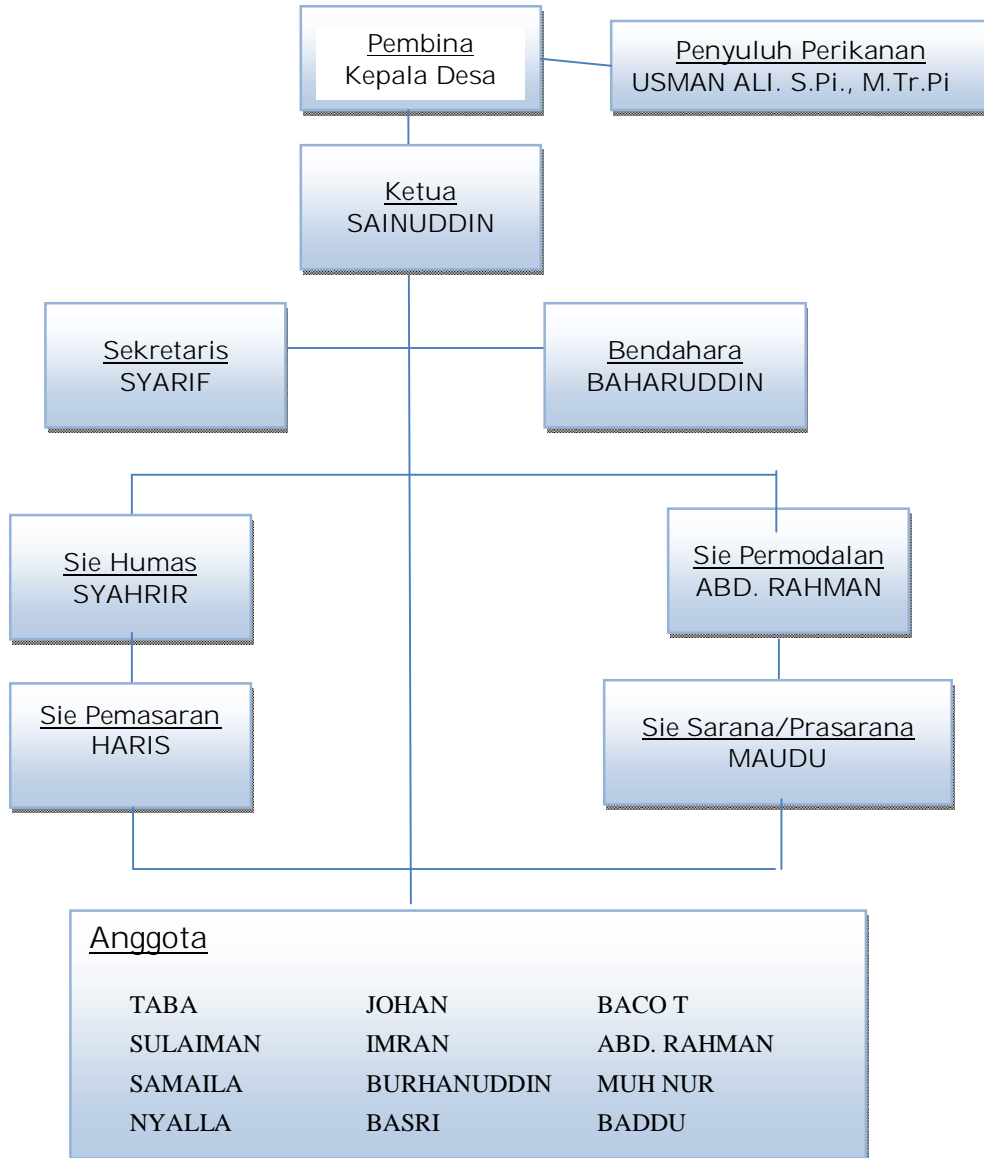 Pembina
Kepala Desa
Penyuluh Perikanan
USMAN ALI. S.Pi., M.Tr.Pi
Ketua
SAINUDDIN
Sekretaris
SYARIF
Bendahara
BAHARUDDIN
Sie Humas
SYAHRIR
Sie Permodalan
ABD. RAHMAN
Sie Pemasaran
HARIS
Sie Sarana/Prasarana
MAUDU
Anggota
TABA JOHAN BACO T
SULAIMAN IMRAN ABD. RAHMAN
SAMAILA BURHANUDDIN MUH NUR
NYALLA BASRI BADDU